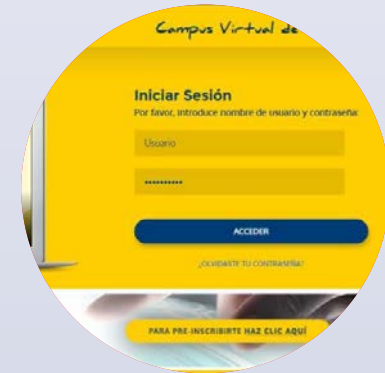 Campus Virtual de
Iniciar Sesión
Por favor, introduce nombre de usuario y contraseña:
Usuario
••••••••••
ACCEDER
¿OLVIDASTE TU CONTRASEÑA?
PARA PRE-INSCRIBIRTE HAZ CLIC AQUÍ